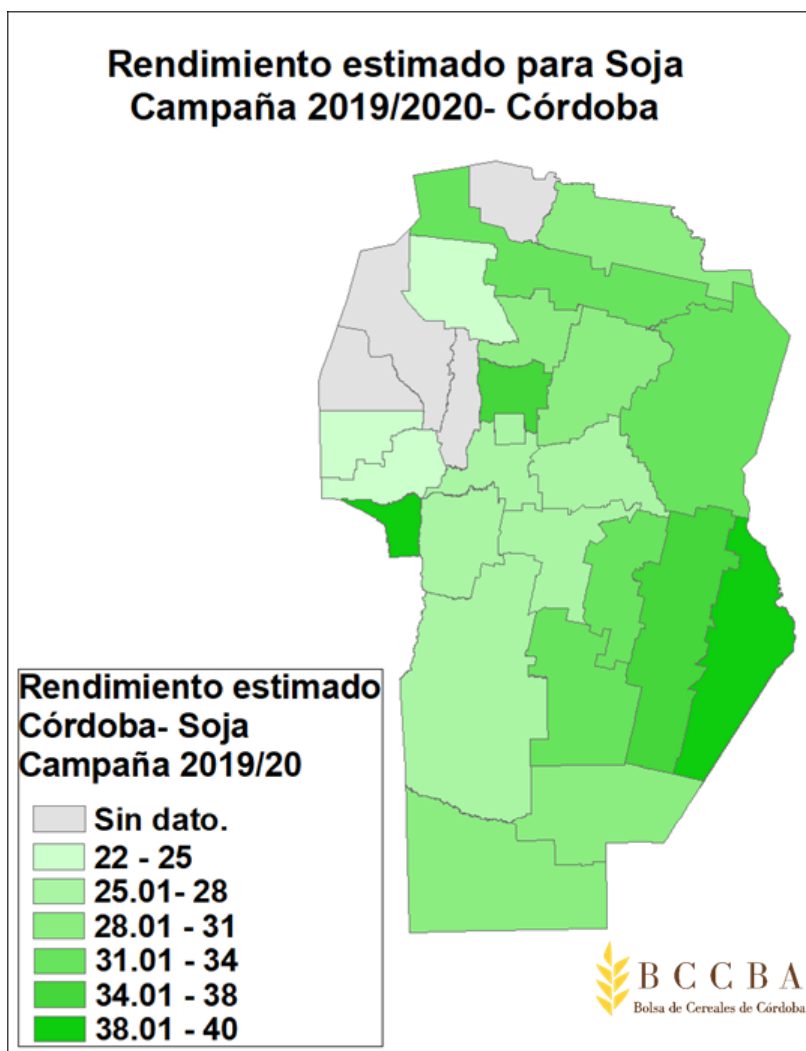 Rendimiento estimado para Soja
Campaña 2019/2020- Córdoba
Rendimiento estimado
Córdoba- Soja
Campaña 2019/20
Sin dato.
22 - 25
25.01- 28
28.01 - 31
31.01 - 34
34.01 - 38
38.01 - 40
BCCBA
Bolsa de Cereales de Córdoba